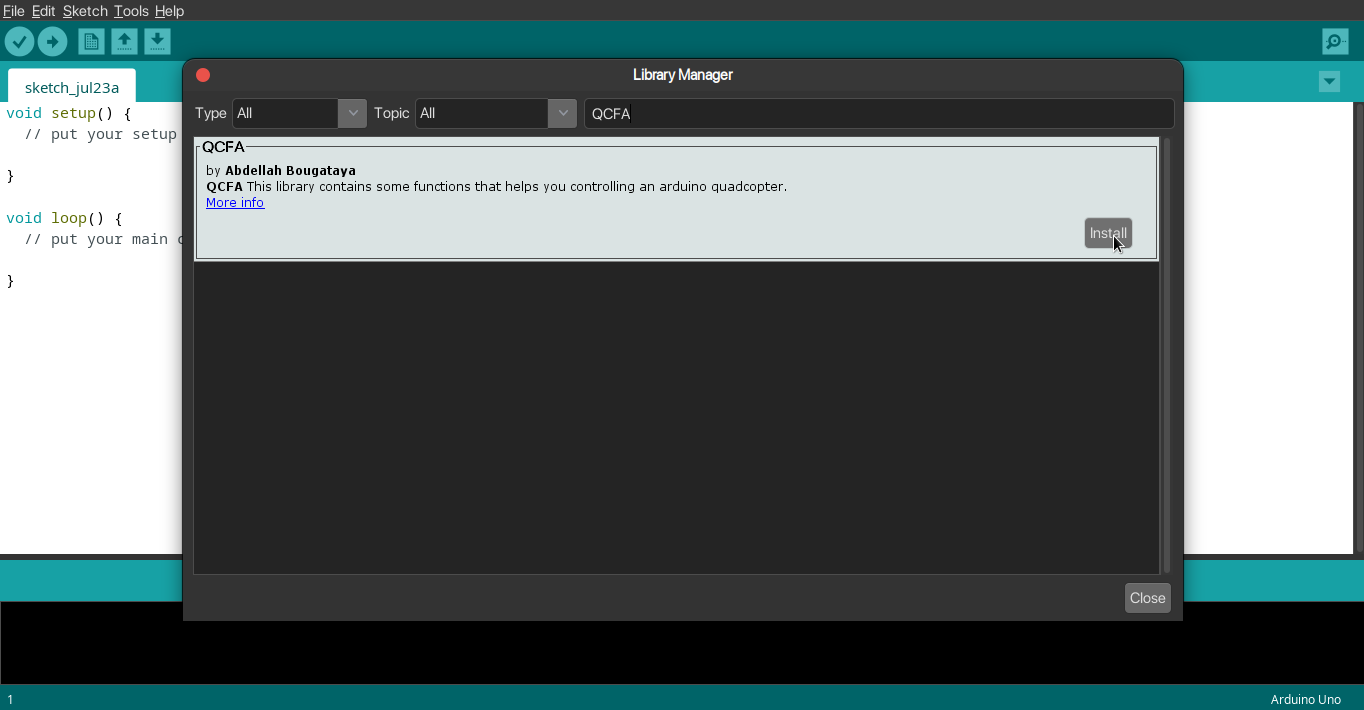 File Edit Sketch Tools Help
Library Manager
sketch_jul23a
Type All Topic All QCFA
void setup() {
// put your setup
}
void loop() {
// put your main
}
QCFA
by Abdellah Bougataya
QCFA This library contains some functions that helps you controlling an arduino quadcopter.
More info
Install
Close
1
Arduino Uno